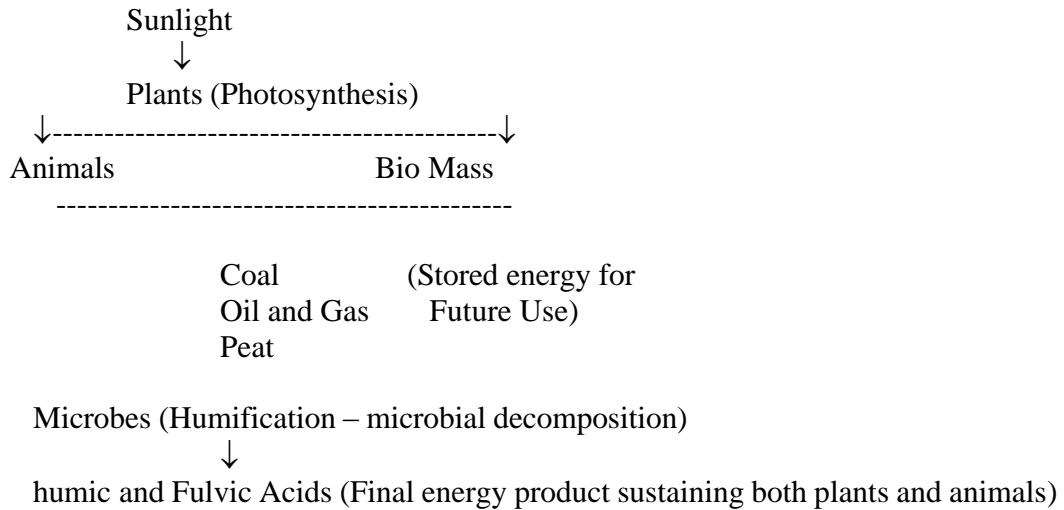 Sunlight
↓
Plants (Photosynthesis)
↓-------------------------------------------↓
Animals Bio Mass
--------------------------------------------
Coal (Stored energy for
Oil and Gas Future Use)
Peat
Microbes (Humification – microbial decomposition)
↓
humic and Fulvic Acids (Final energy product sustaining both plants and animals)